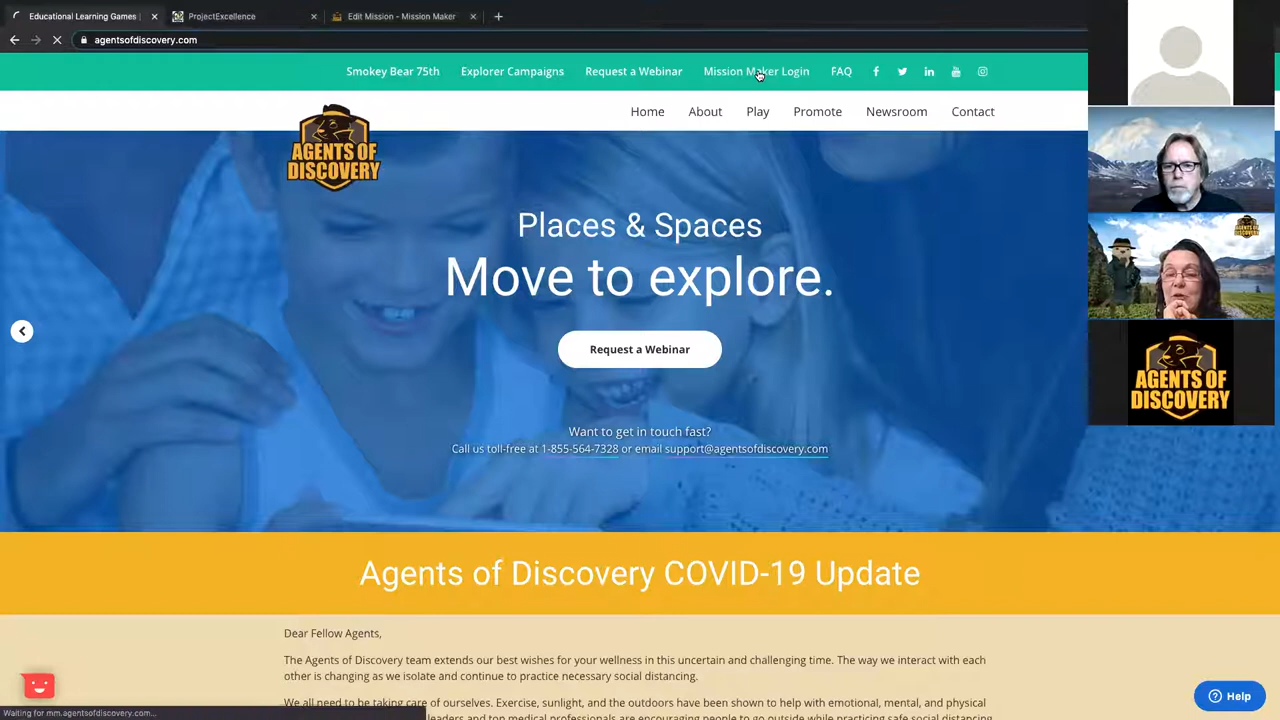 Educational Learning Games
ProjectExcellence
Edit Mission - Mission Maker
agentsofdiscovery.com
Smokey Bear 75th Explorer Campaigns Request a Webinar Mission Maker Login FAQ
Home About Play Promote Newsroom Contact
AGENTS OF
DISCOVERY
Places & Spaces
Move to explore.
Request a Webinar
Want to get in touch fast?
Call us toll-free at 1-855-564-7328 or email support@agentsofdiscovery.com
AGENTS OF
DISCOVERY
Agents of Discovery COVID-19 Update
Dear Fellow Agents,
The Agents of Discovery team extends our best wishes for your wellness in this uncertain and challenging time. The way we interact with each
other is changing as we isolate and continue to practice necessary social distancing.
We all need to be taking care of ourselves. Exercise, sunlight, and the outdoors have been shown to help with emotional, mental, and physical
leaders and top medical professionals are encouraging people to go outside while practicing safe social distancing
Waiting for mm.agentsofdiscovery.com...
Help